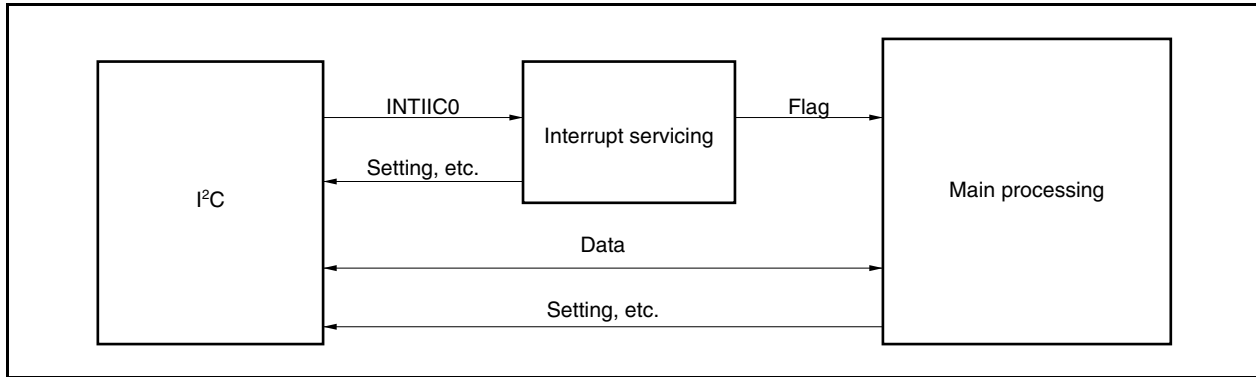 INTIIC0
Flag
Interrupt servicing
Setting, etc.
I²C
Main processing
Data
Setting, etc.